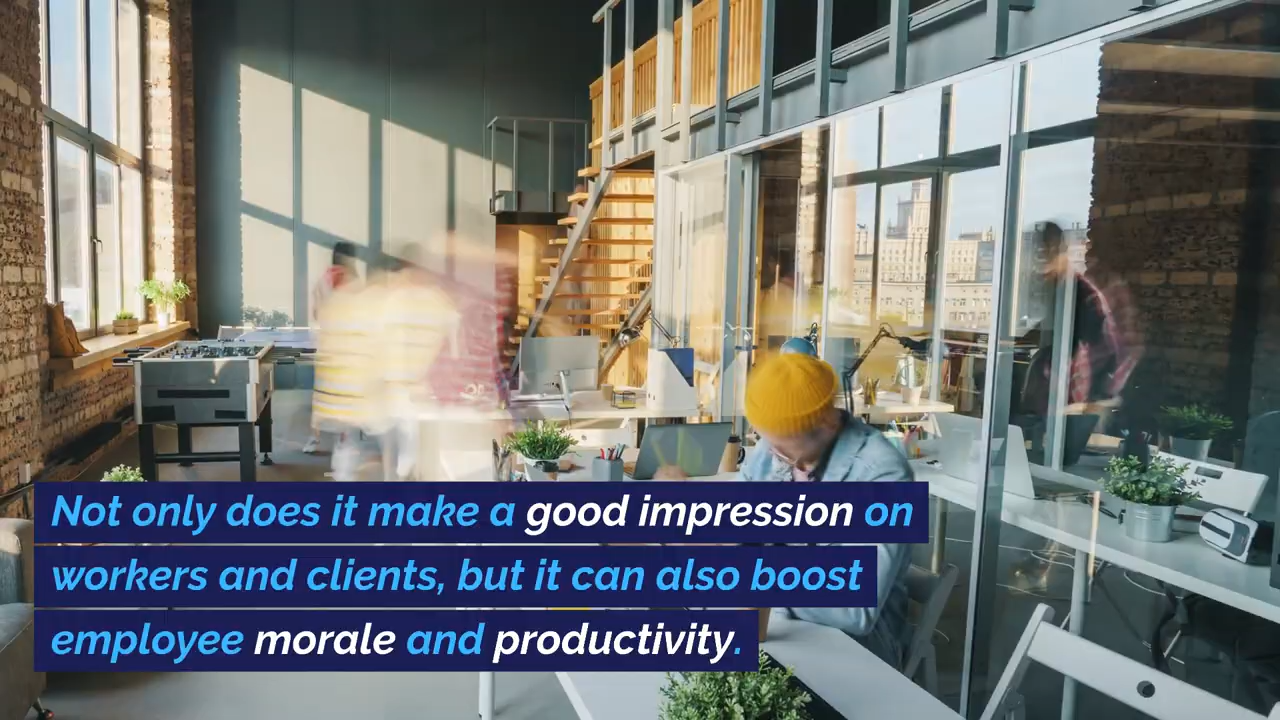 Not only does it make a good impression on
workers and clients, but it can also boost
employee morale and productivity.